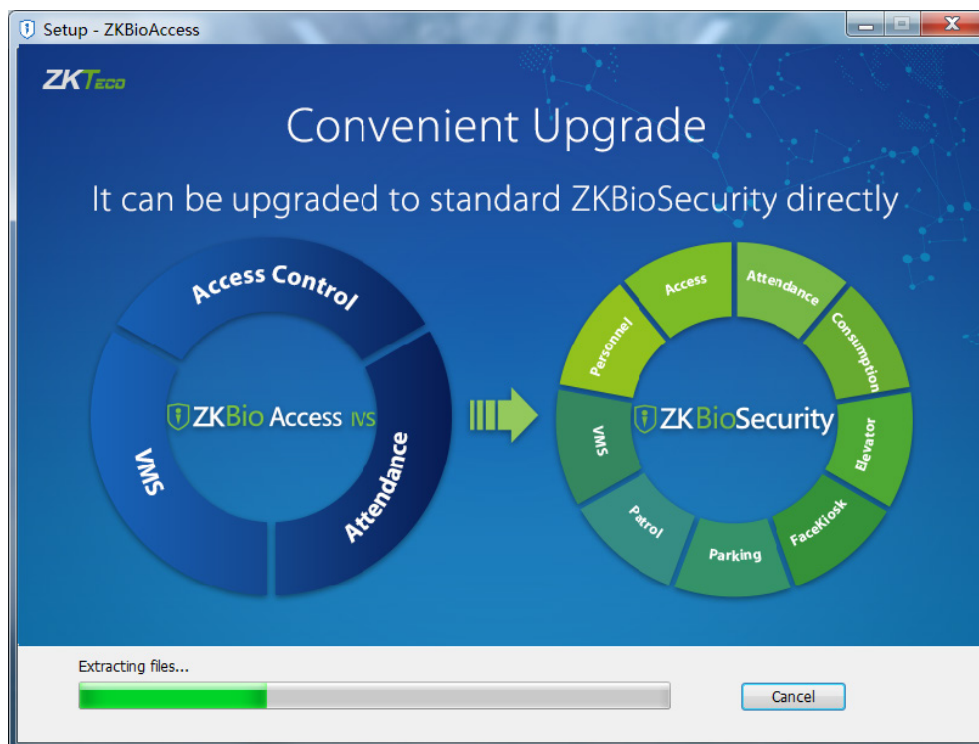 Setup - ZKBioAccess
ZKTECO
Convenient Upgrade
It can be upgraded to standard ZKBioSecurity directly
Access Control
VMS
Attendance
ZKBio Access IVS
Personnel
Access
Attendance
Consumption
Elevator
FaceKiosk
Parking
Patrol
VMS
ZKBioSecurity
Extracting files...
Cancel